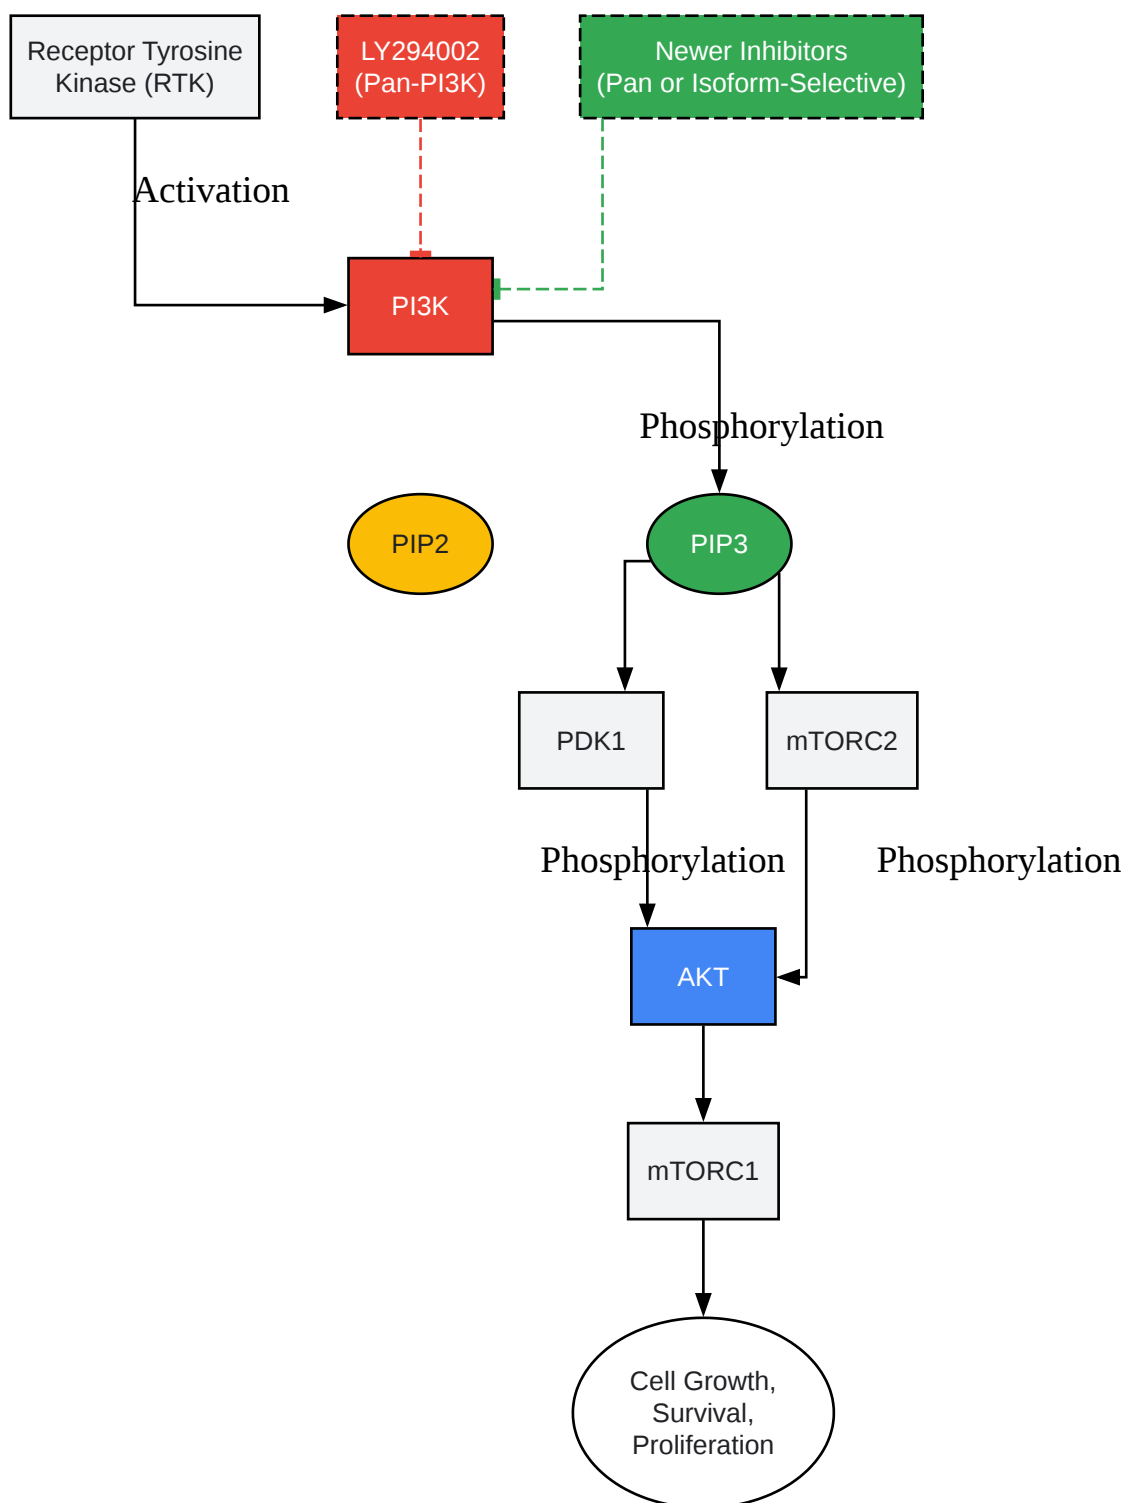 Receptor Tyrosine
Kinase (RTK)
LY294002
(Pan-PI3K)
Newer Inhibitors
(Pan or Isoform-Selective)
Activation
PI3K
Phosphorylation
PIP2
PIP3
PDK1
mTORC2
Phosphorylation
Phosphorylation
AKT
mTORC1
Cell Growth,
Survival,
Proliferation